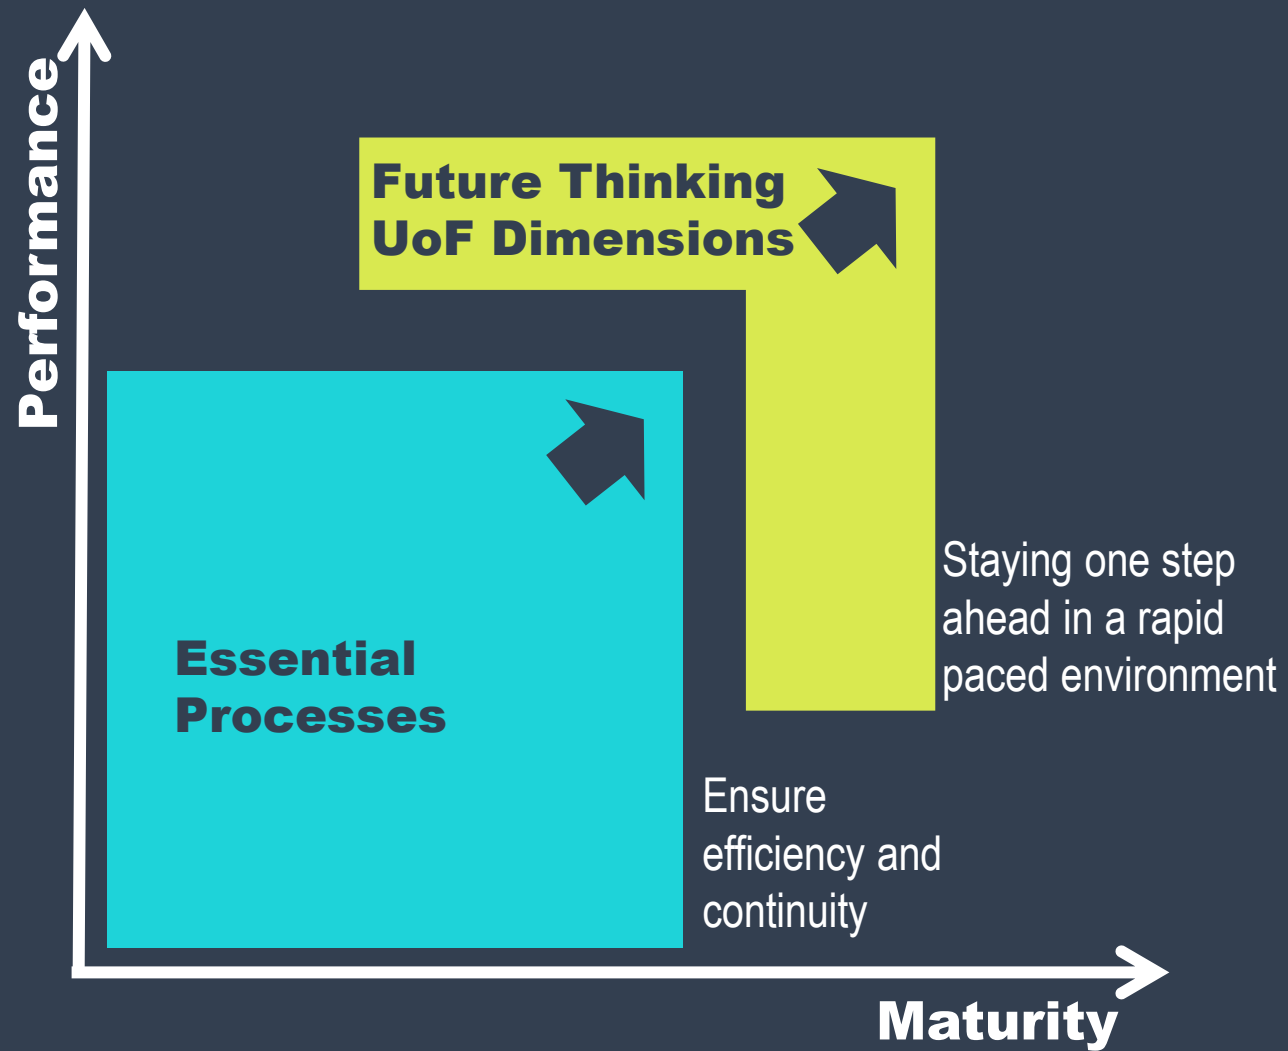 Performance
Future Thinking
UoF Dimensions
Staying one step
ahead in a rapid
paced environment
Essential
Processes
Ensure
efficiency and
continuity
Maturity